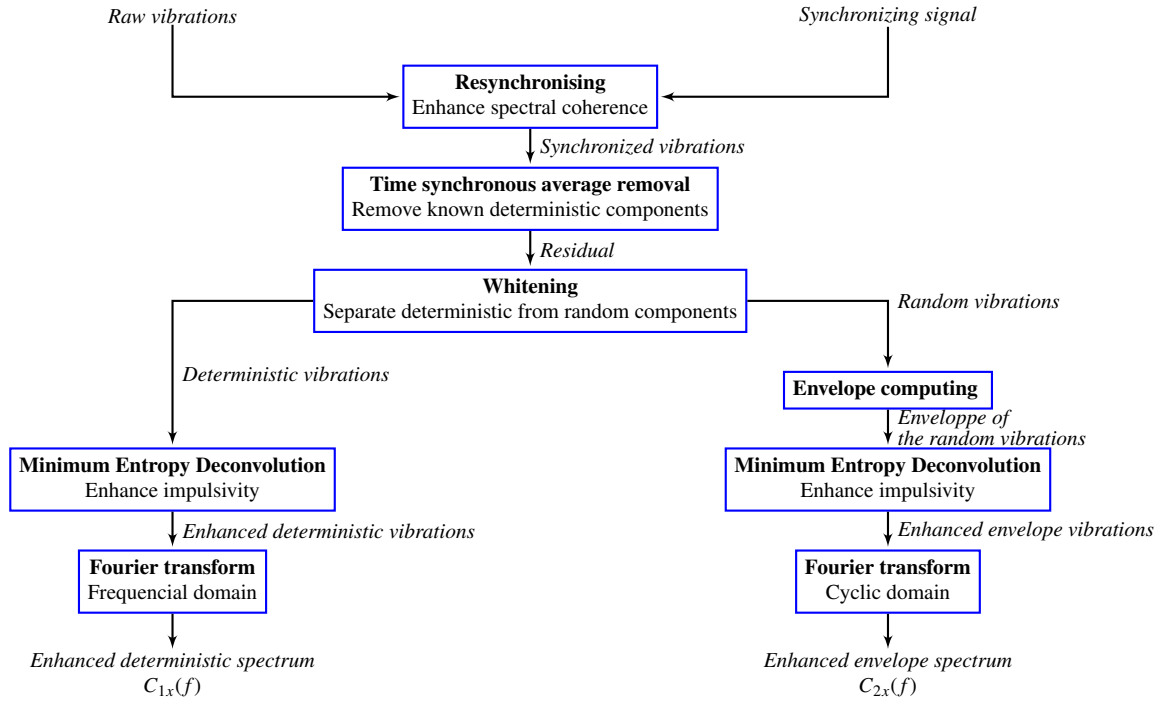 Raw vibrations
Synchronizing signal
Resynchronising
Enhance spectral coherence
Synchronized vibrations
Time synchronous average removal
Remove known deterministic components
Residual
Whitening
Separate deterministic from random components
Random vibrations
Deterministic vibrations
Envelope computing
Enveloppe of
the random vibrations
Minimum Entropy Deconvolution
Enhance impulsivity
Minimum Entropy Deconvolution
Enhance impulsivity
Enhanced deterministic vibrations
Enhanced envelope vibrations
Fourier transform
Frequencial domain
Fourier transform
Cyclic domain
Enhanced deterministic spectrum
C1x(f)
Enhanced envelope spectrum
C2x(f)